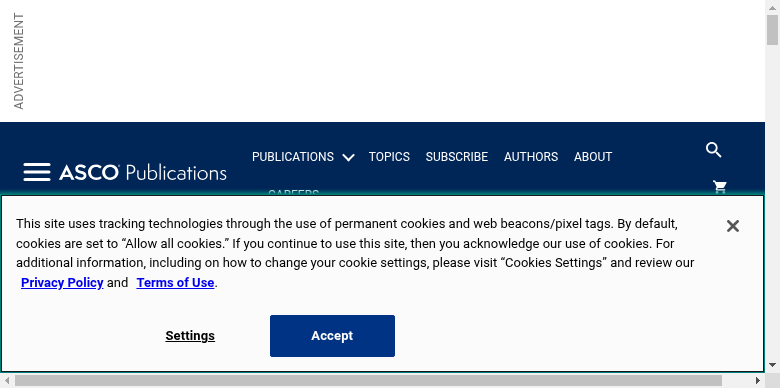 ADVERTISEMENT
PUBLICATIONS TOPICS SUBSCRIBE AUTHORS ABOUT
ASCO Publications
CAREERS
This site uses tracking technologies through the use of permanent cookies and web beacons/pixel tags. By default,
cookies are set to “Allow all cookies.” If you continue to use this site, then you acknowledge our use of cookies. For
additional information, including on how to change your cookie settings, please visit “Cookies Settings” and review our
Privacy Policy and Terms of Use.
Settings Accept